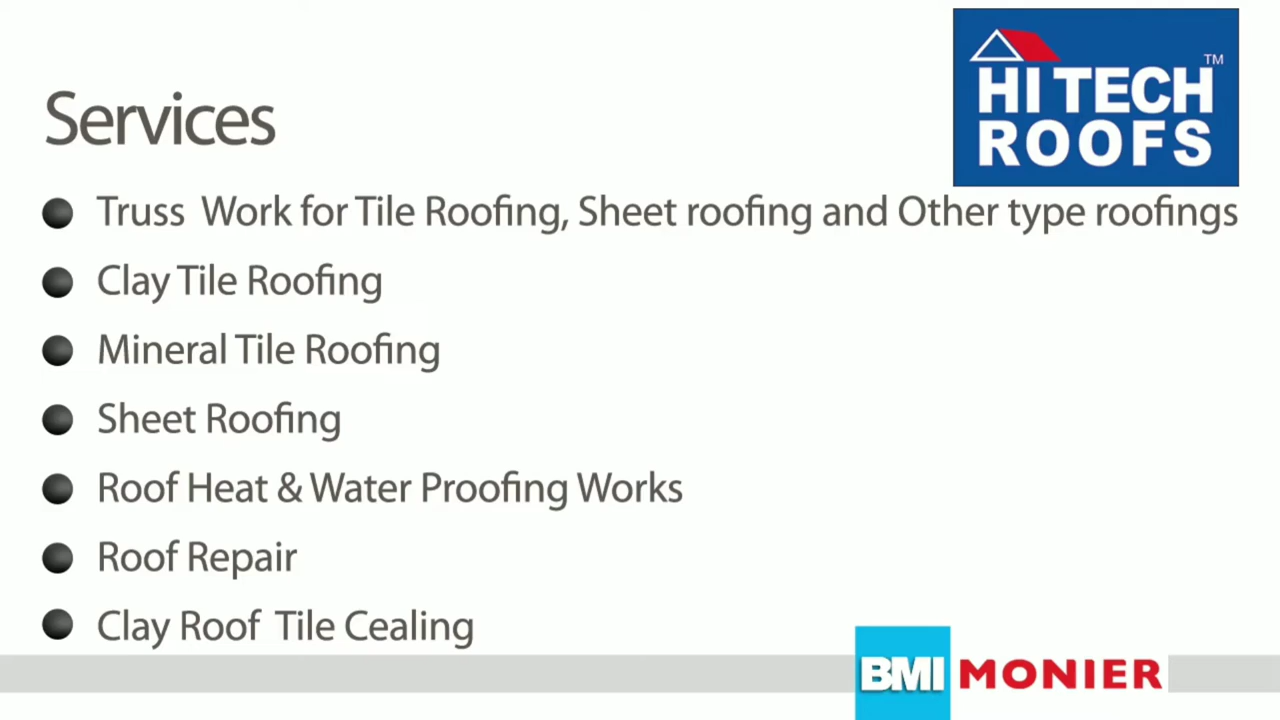 HI TECH ™
ROOFS
Services
Truss Work for Tile Roofing, Sheet roofing and Other type roofings
Clay Tile Roofing
Mineral Tile Roofing
Sheet Roofing
Roof Heat & Water Proofing Works
Roof Repair
Clay Roof Tile Cealing
BMI MONIER